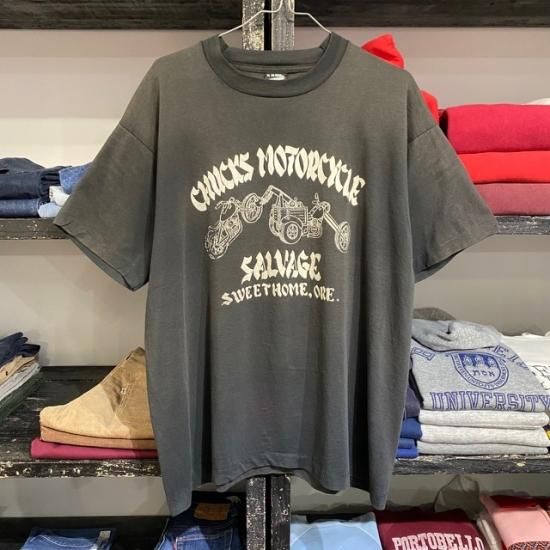 CHUCKS MOTORCYCLE
SALVAGE
SWEETHOME, ORE.
UNIVERSITY
PORTOBELLO